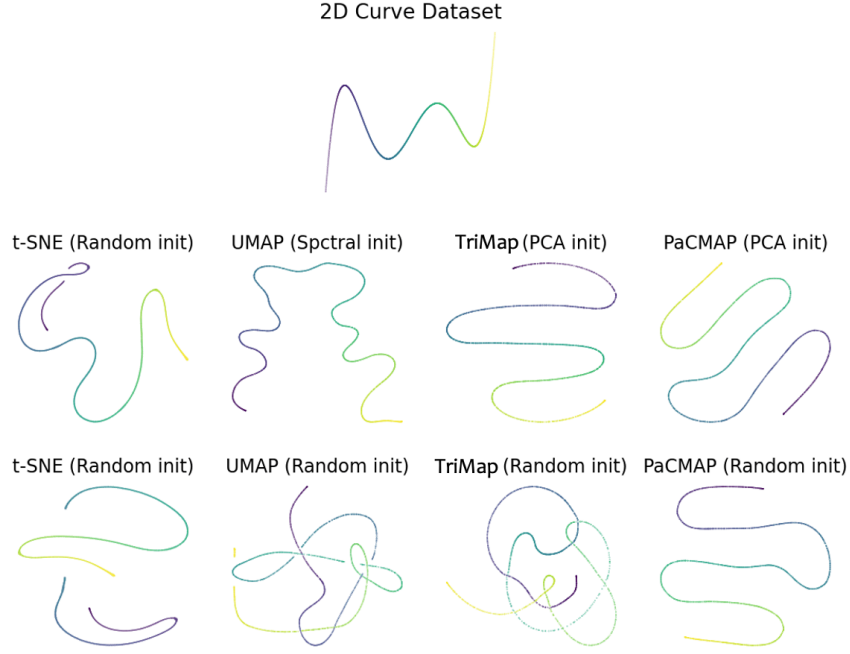 2D Curve Dataset
t-SNE (Random init) UMAP (Spctral init) TriMap (PCA init) PaCMAP (PCA init)
t-SNE (Random init) UMAP (Random init) TriMap (Random init) PaCMAP (Random init)